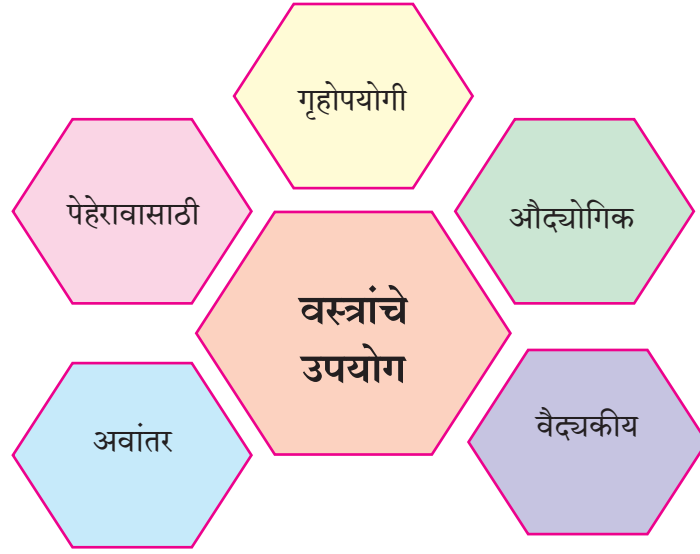 गृहोपयोगी
पेहेरावासाठी
औद्योगिक
वस्त्रांचे
उपयोग
अवांतर
वैद्यकीय